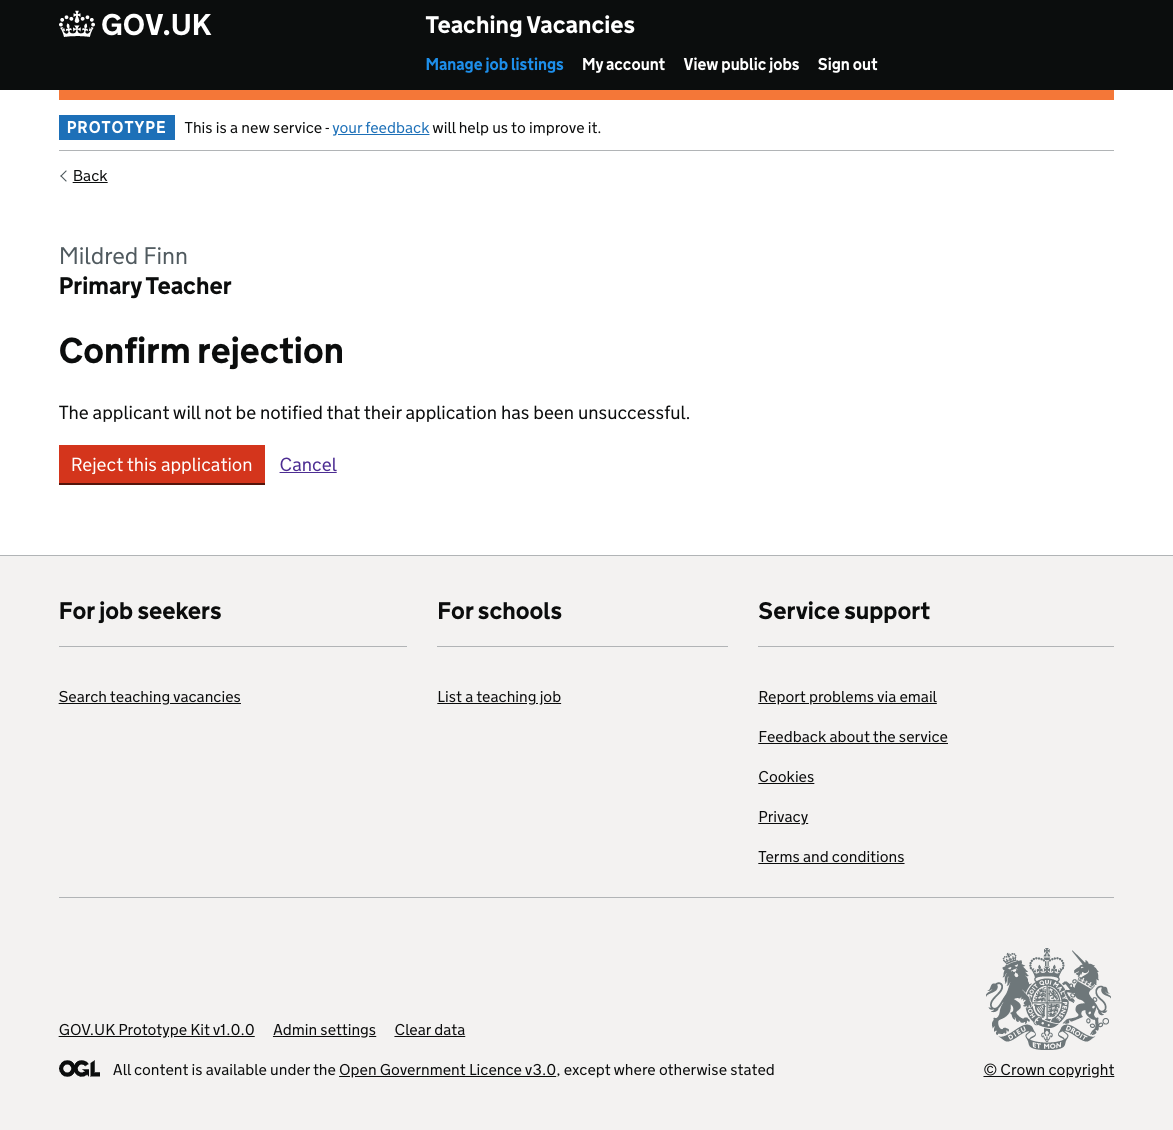 GOV.UK
Teaching Vacancies
Manage job listings My account View public jobs Sign out
PROTOTYPE This is a new service - your feedback will help us to improve it.
Back
Mildred Finn
Primary Teacher
Confirm rejection
The applicant will not be notified that their application has been unsuccessful.
Reject this application Cancel
For job seekers
Search teaching vacancies
For schools
List a teaching job
Service support
Report problems via email
Feedback about the service
Cookies
Privacy
Terms and conditions
GOV.UK Prototype Kit v1.0.0 Admin settings Clear data
OGL All content is available under the Open Government Licence v3.0, except where otherwise stated
DIEU ET MON DROIT
© Crown copyright